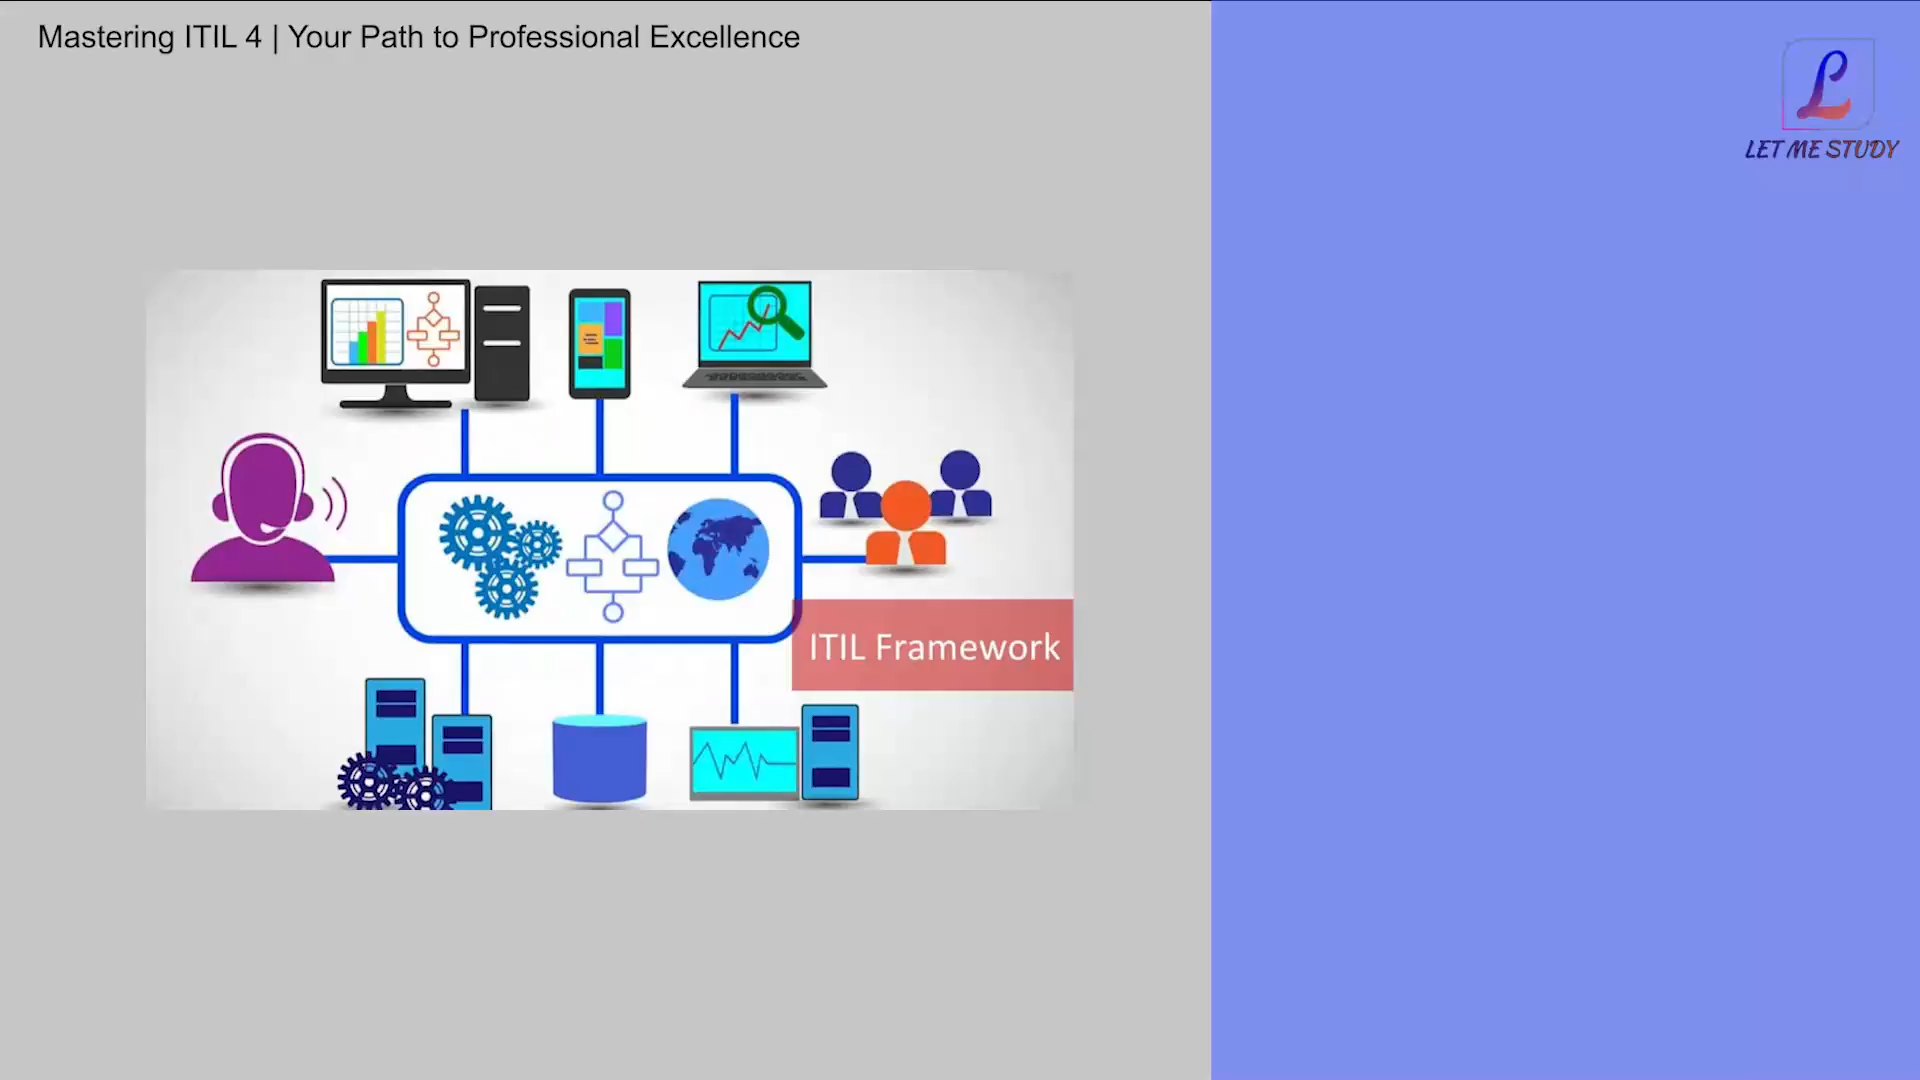 Mastering ITIL 4 | Your Path to Professional Excellence
L
LET ME STUDY
ITIL Framework